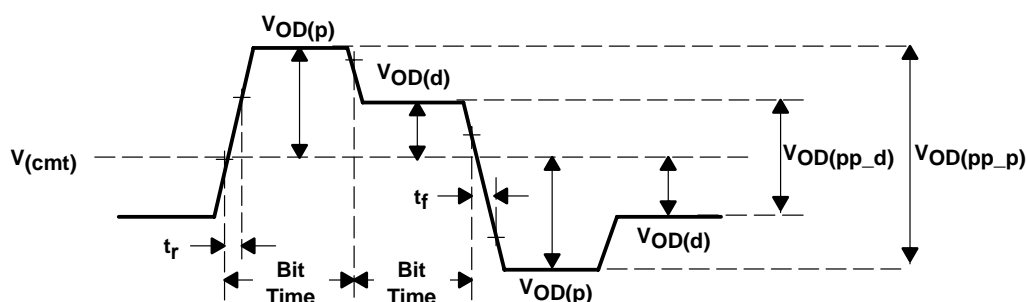 VOD(p)
VOD(d)
V(cmt)
VOD(pp_d)
VOD(pp_p)
tf
tr
VOD(d)
Bit
Time
Bit
Time
VOD(p)